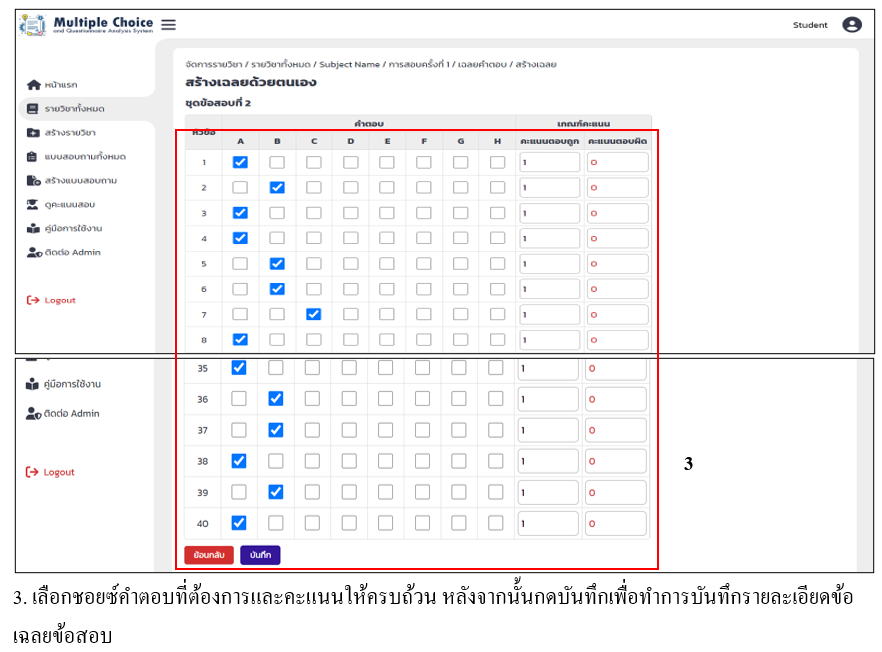 Multiple Choice
and Questionnaire Analysis System
Student
จัดการรายวิชา / รายวิชาทั้งหมด / Subject Name / การสอบครั้งที่ 1 / เฉลยคำตอบ / สร้างเฉลย
สร้างเฉลยด้วยตนเอง
ชุดข้อสอบที่ 2
หน้าแรก
รายวิชาทั้งหมด
สร้างรายวิชา
แบบสอบถามทั้งหมด
สร้างแบบสอบถาม
ดูคะแนนสอบ
คู่มือการใช้งาน
ติดต่อ Admin
Logout
หัวข้อ คำตอบ เกณฑ์คะแนน
A B C D E F G H คะแนนตอบถูก คะแนนตอบผิด
1 1 0
2 1 0
3 1 0
4 1 0
5 1 0
6 1 0
7 1 0
8 1 0
คู่มือการใช้งาน
ติดต่อ Admin
Logout
35 1 0
36 1 0
37 1 0
38 1 0
39 1 0
40 1 0
ย้อนกลับ บันทึก
3
3. เลือกชอยซ์คำตอบที่ต้องการและคะแนนให้ครบถ้วน หลังจากนั้นกดบันทึกเพื่อทำการบันทึกรายละเอียดข้อ
เฉลยข้อสอบ